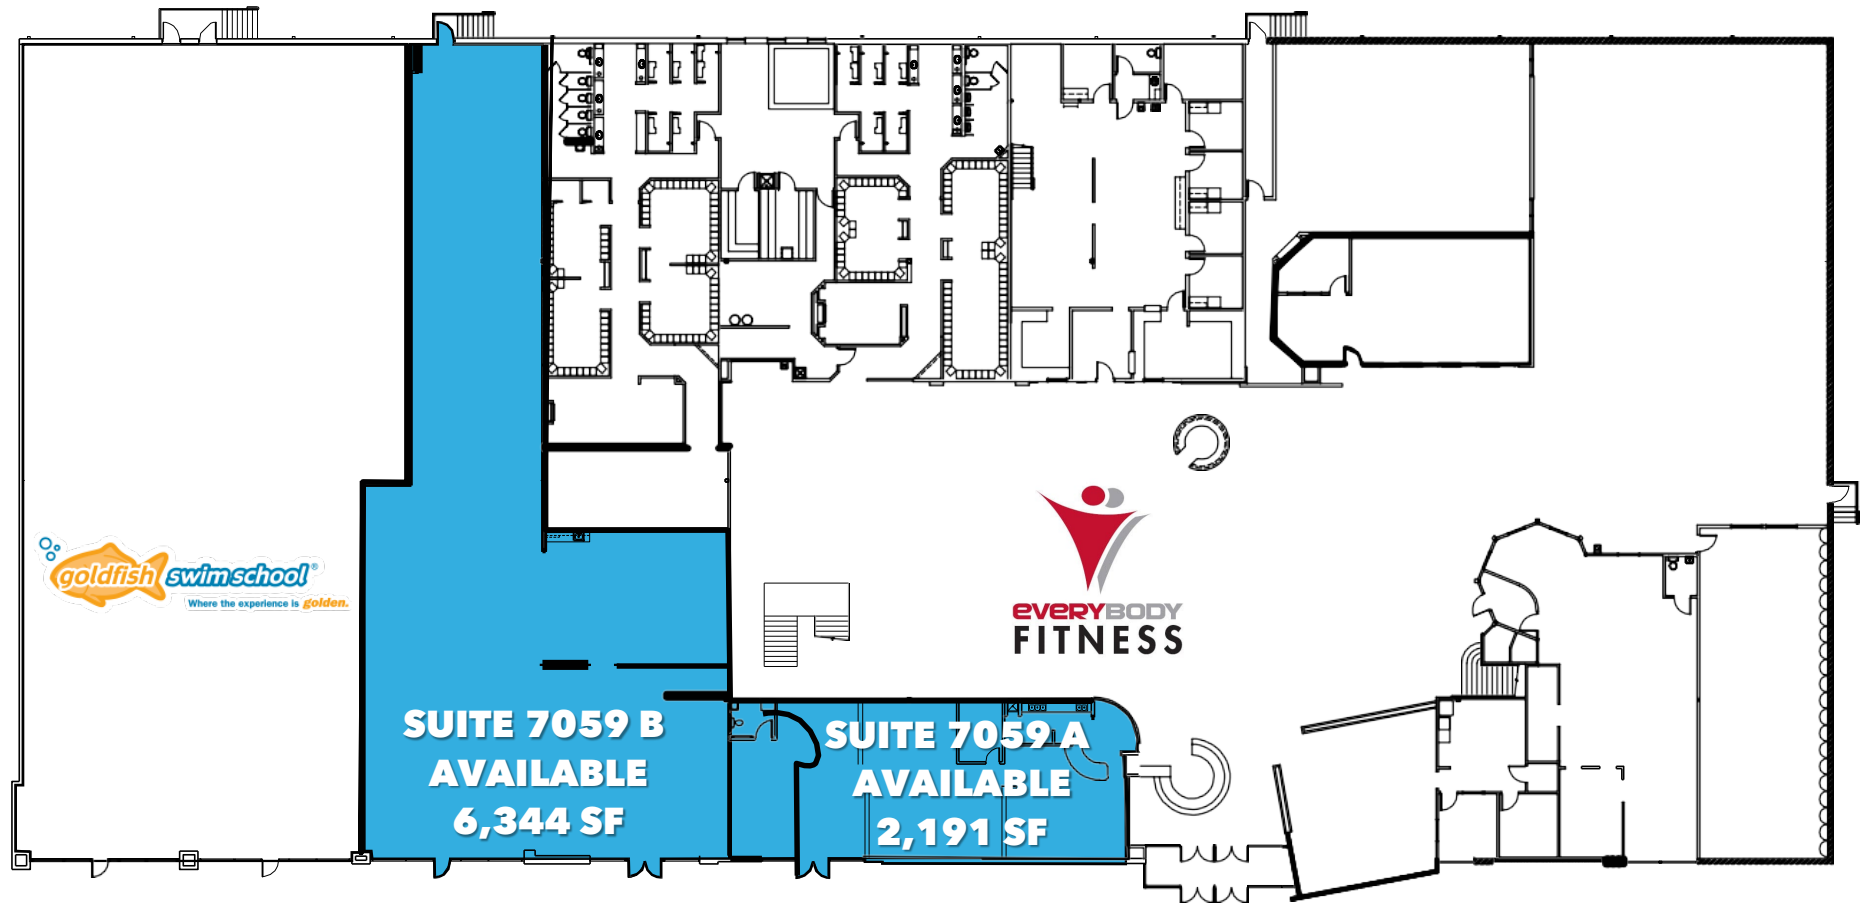 goldfish swim school®
Where the experience is golden.
EVERYBODY
FITNESS
SUITE 7059 B
AVAILABLE
6,344 SF
SUITE 7059 A
AVAILABLE
2,191 SF